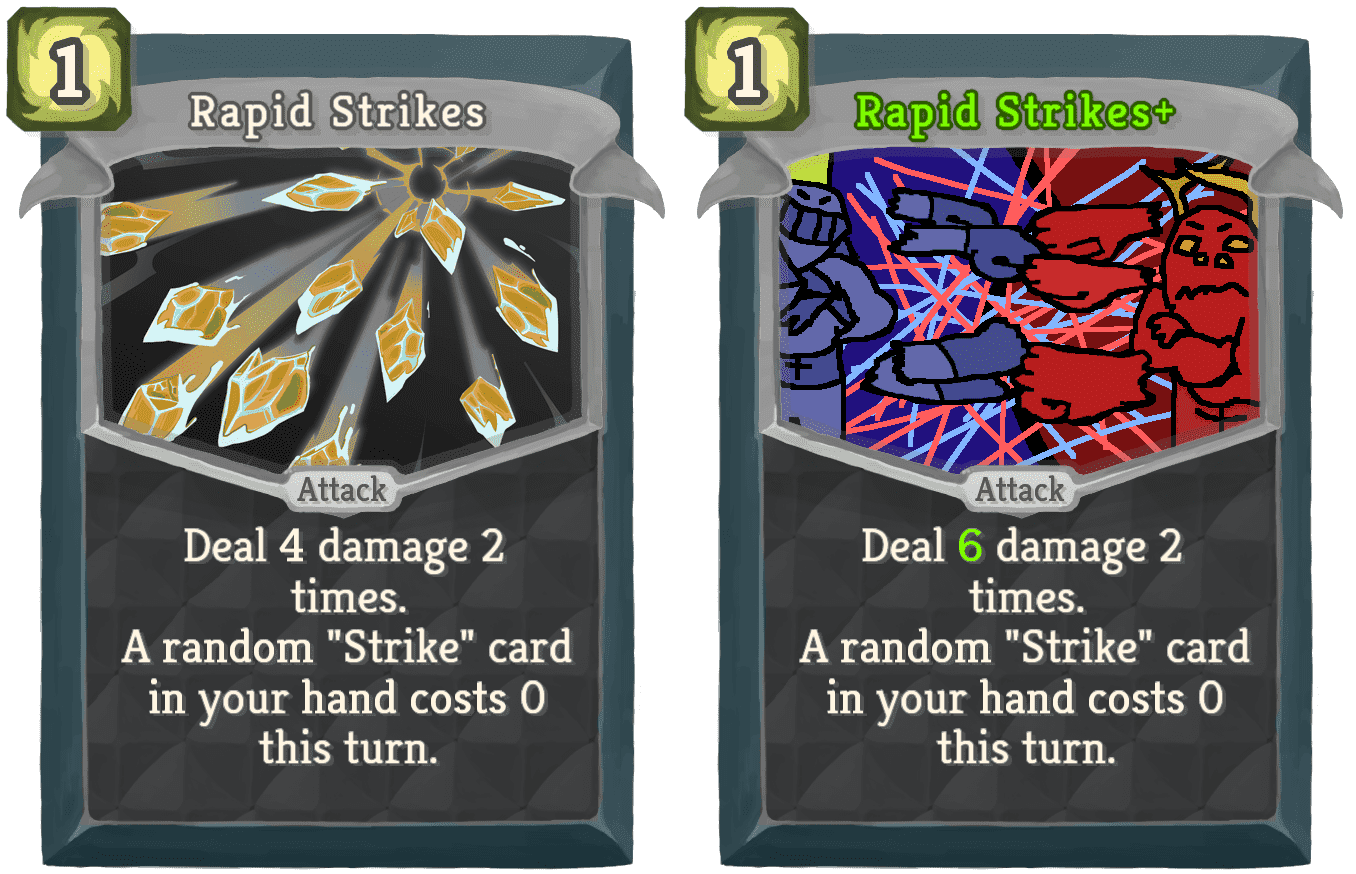 1
Rapid Strikes
Attack
Deal 4 damage 2
times.
A random "Strike" card
in your hand costs 0
this turn.
1
Rapid Strikes+
Attack
Deal 6 damage 2
times.
A random "Strike" card
in your hand costs 0
this turn.